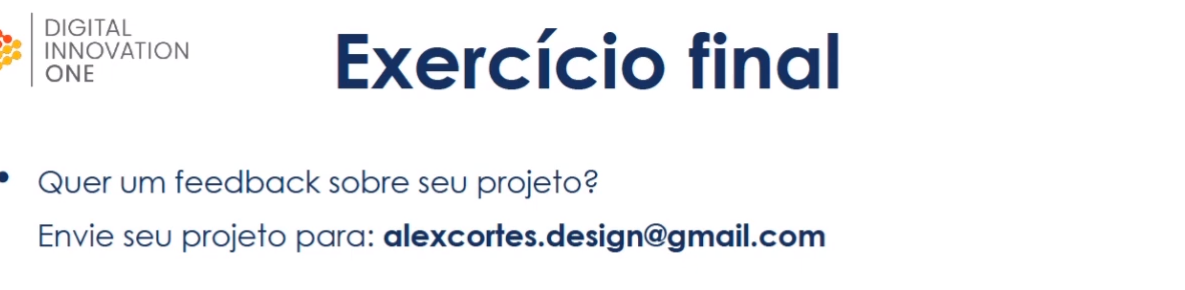 DIGITAL
INNOVATION
ONE
Exercício final
• Quer um feedback sobre seu projeto?
Envie seu projeto para: alexcortes.design@gmail.com